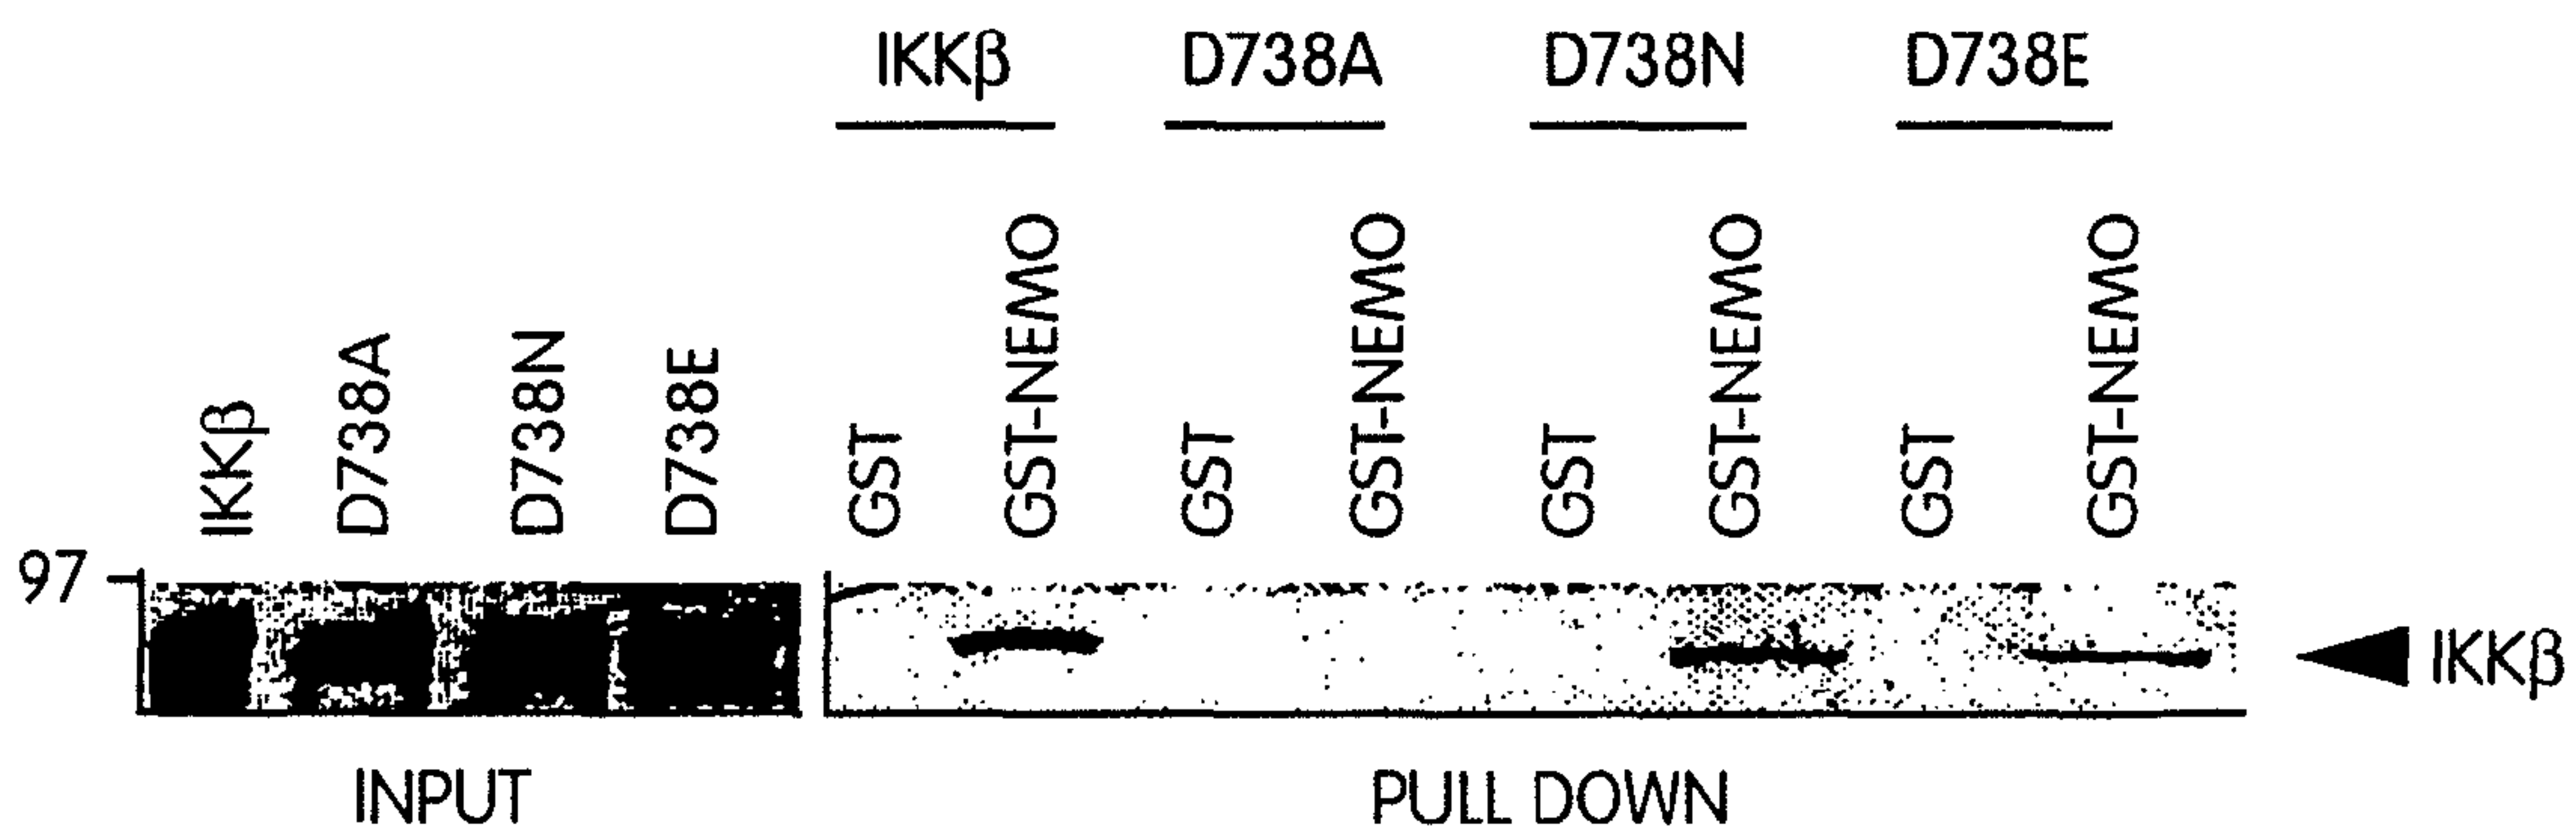 IKKβ D738A D738N D738E
IKKβ D738A D738N D738E GST GST-NEMO GST GST-NEMO GST GST-NEMO GST GST-NEMO
97
IKKβ
INPUT PULL DOWN